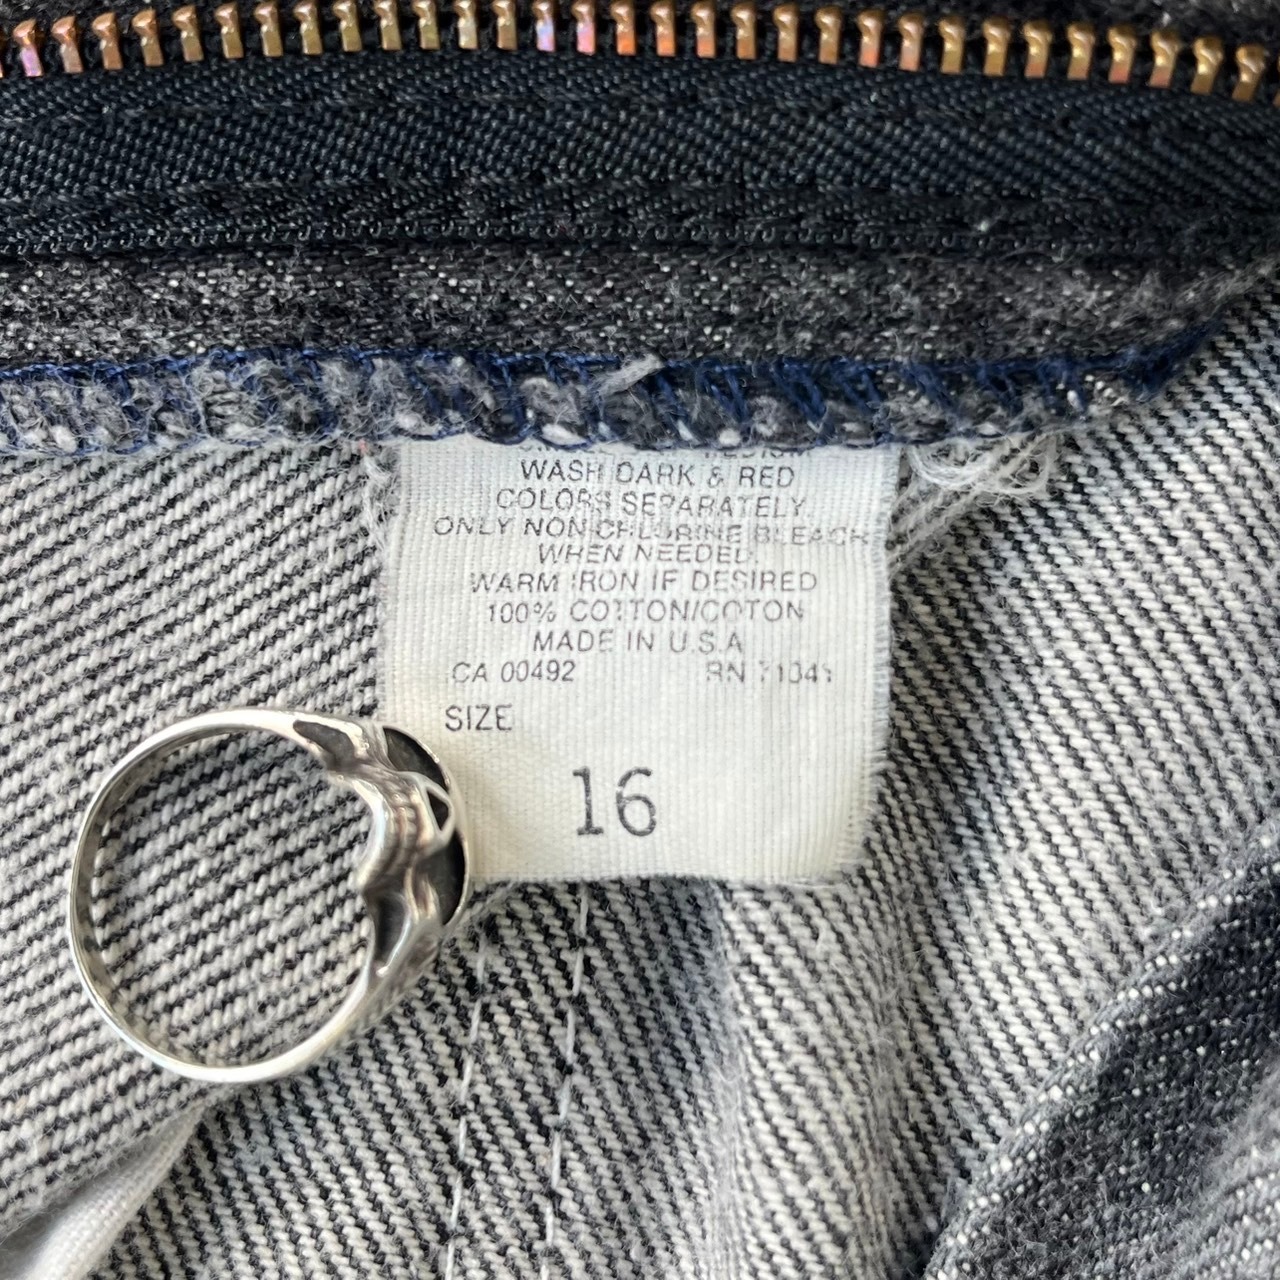 WASH DARK & RED
COLORS SEPARATELY.
ONLY NON-CHLORINE BLEACH
WHEN NEEDED.
WARM IRON IF DESIRED
100% COTTON/COTON
MADE IN U.S.A
CA 00492 RN
SIZE
16